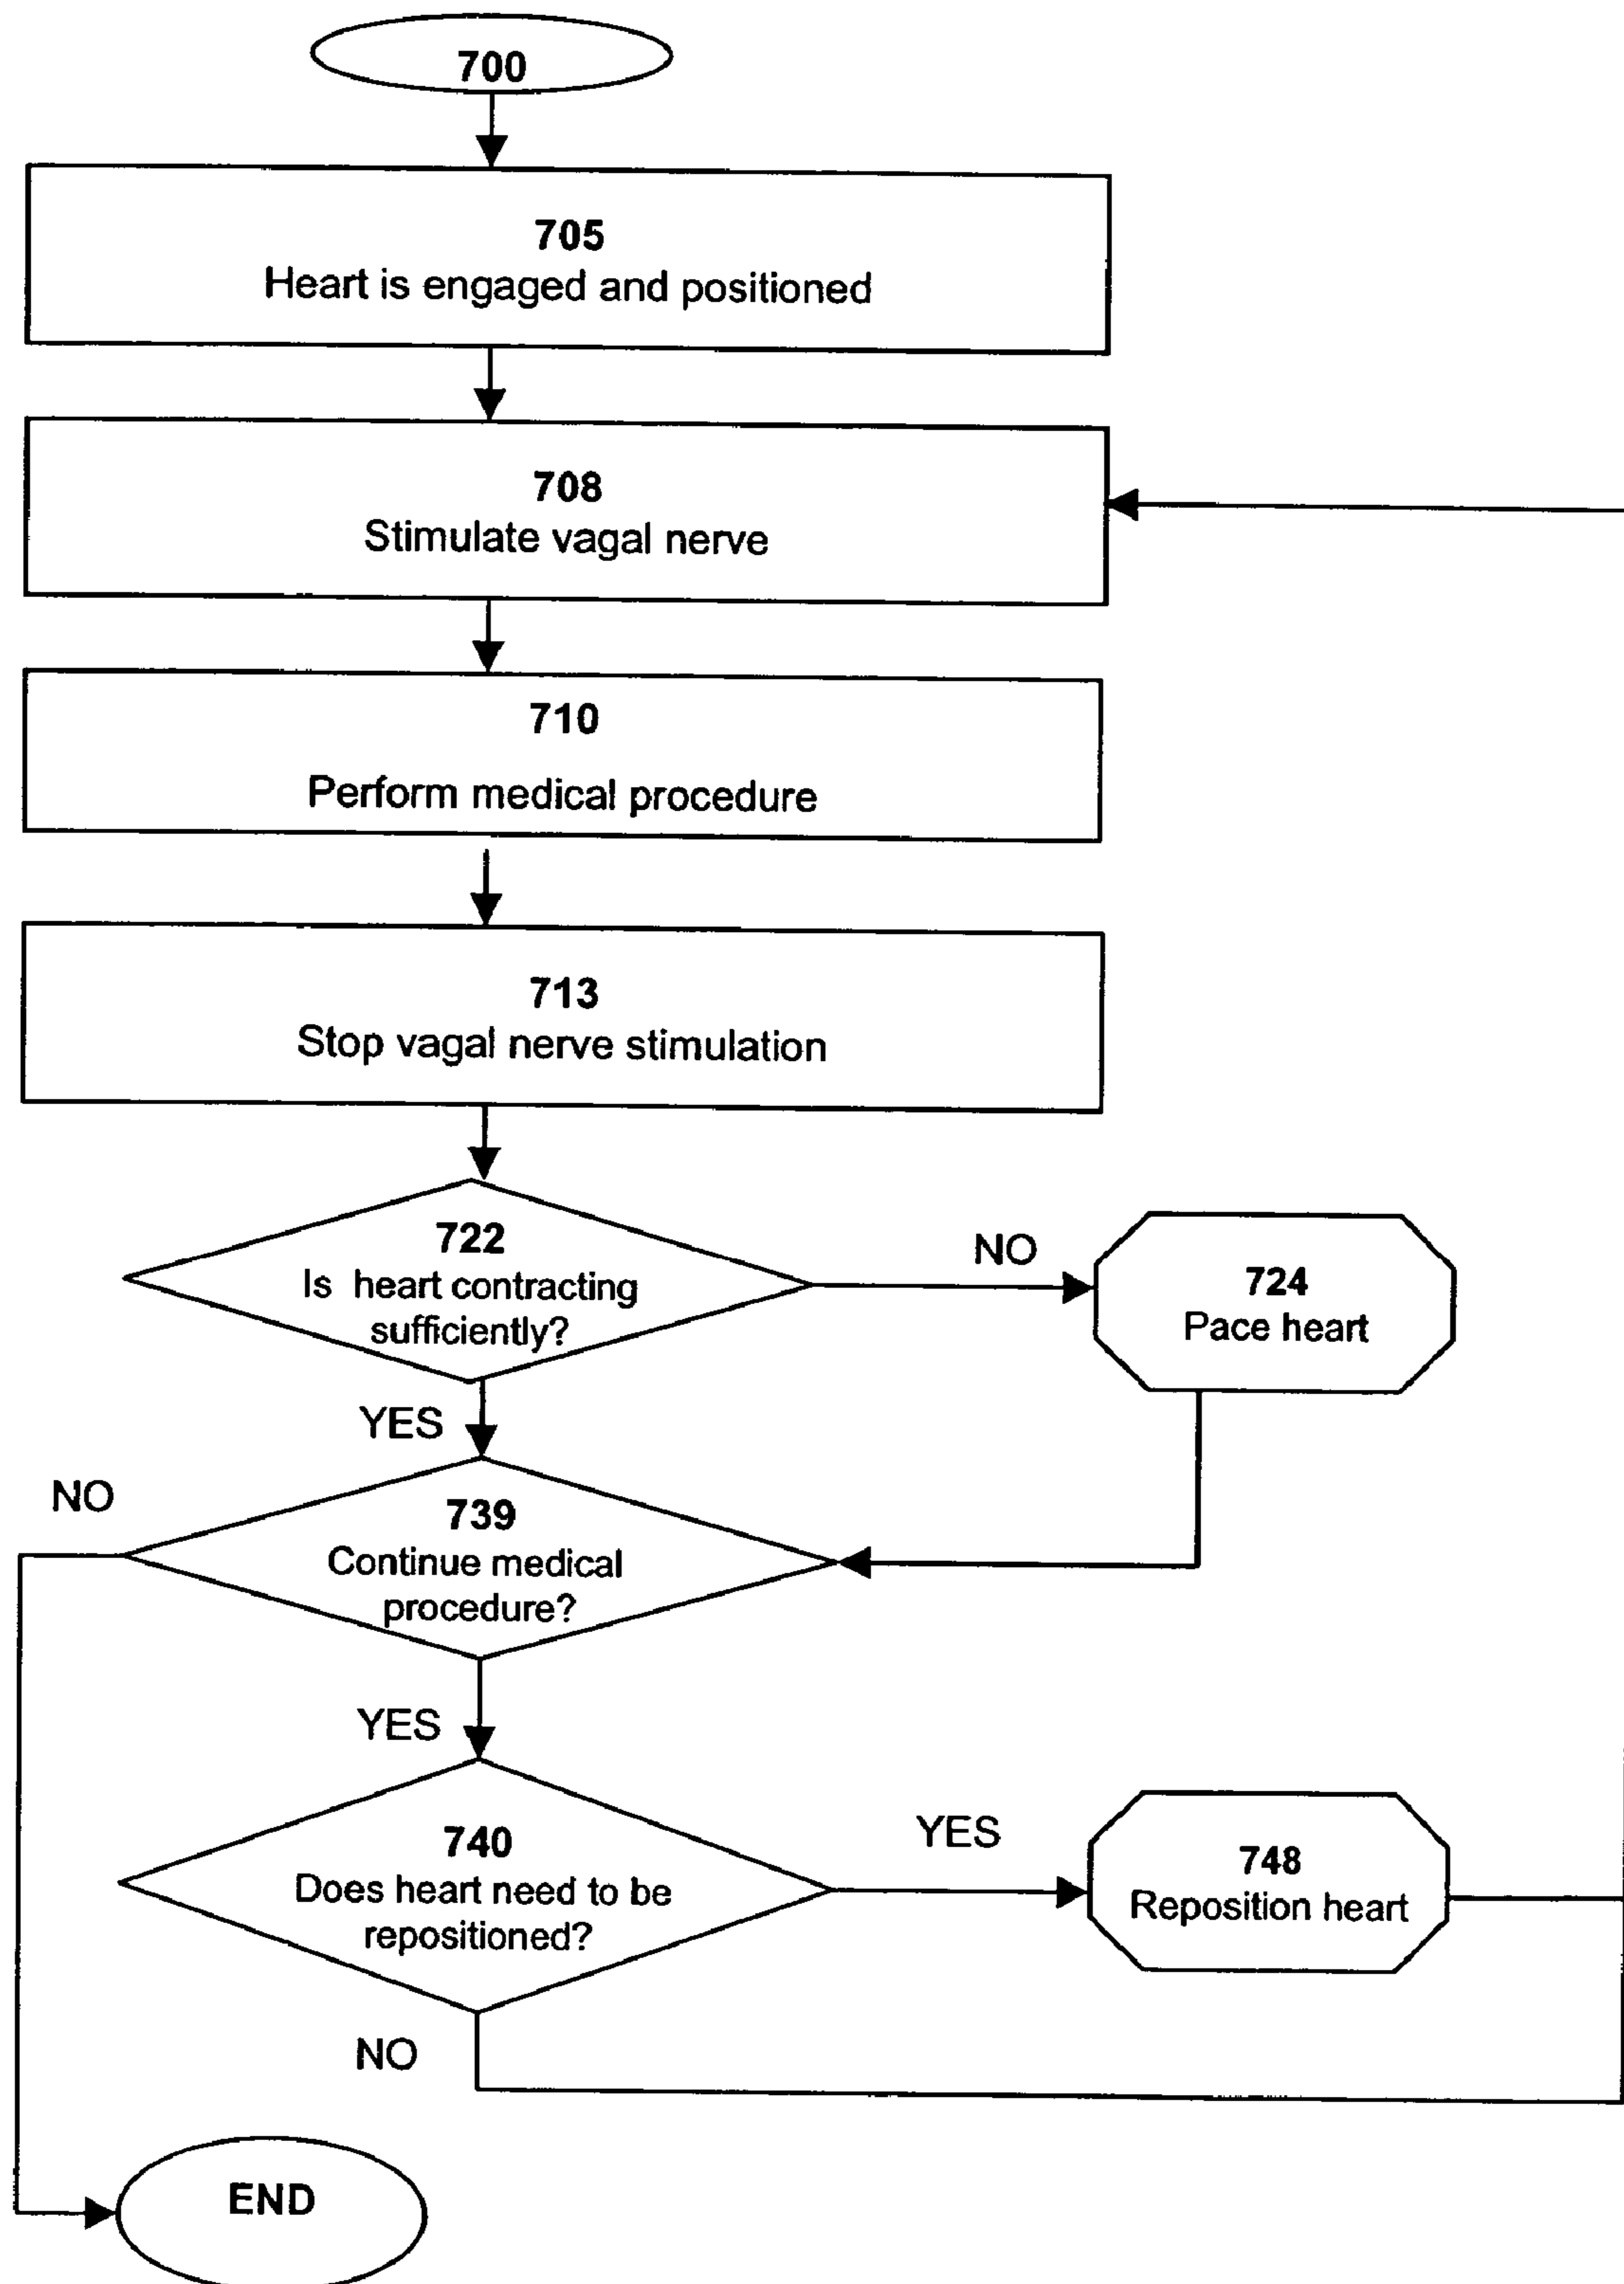 700
705
Heart is engaged and positioned
708
Stimulate vagal nerve
710
Perform medical procedure
713
Stop vagal nerve stimulation
722
Is heart contracting
sufficiently?
NO
724
Pace heart
YES
NO
739
Continue medical
procedure?
YES
740
Does heart need to be
repositioned?
YES
748
Reposition heart
NO
END